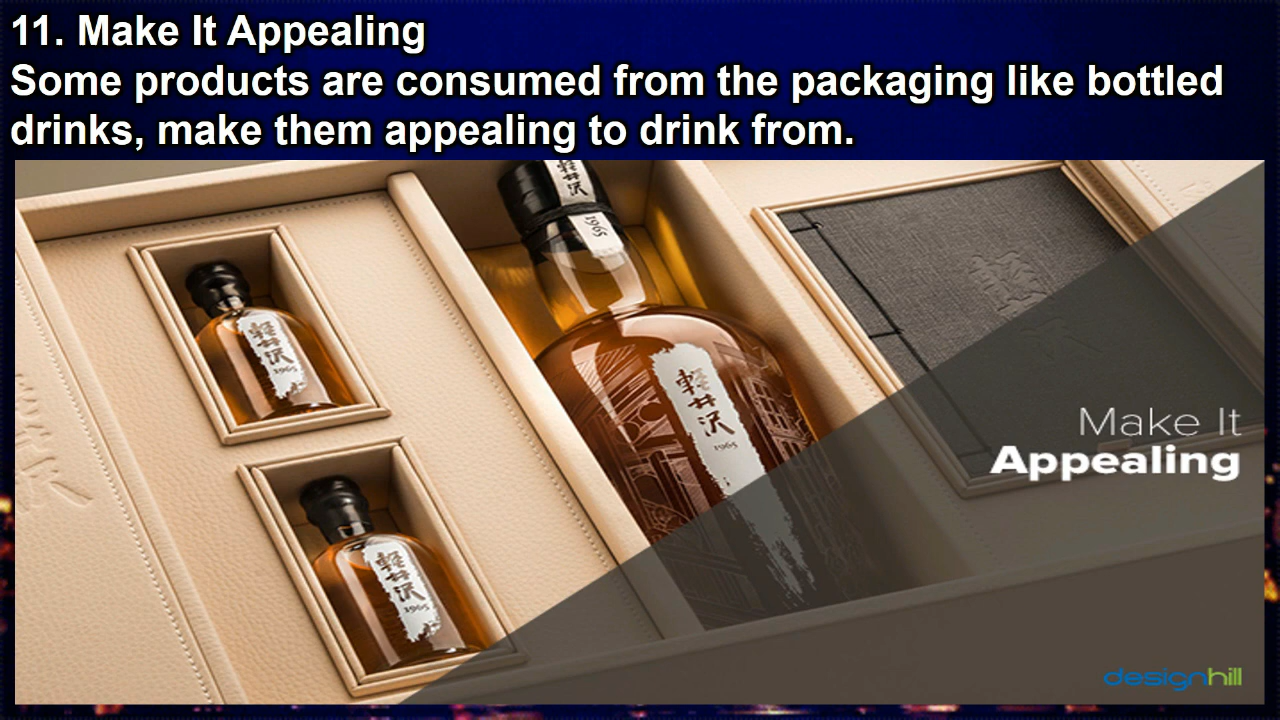 11. Make It Appealing
Some products are consumed from the packaging like bottled
drinks, make them appealing to drink from.
軽井沢
1965
軽井沢
1965
軽井沢
1965
軽井沢
1965
Make It
Appealing
designhill